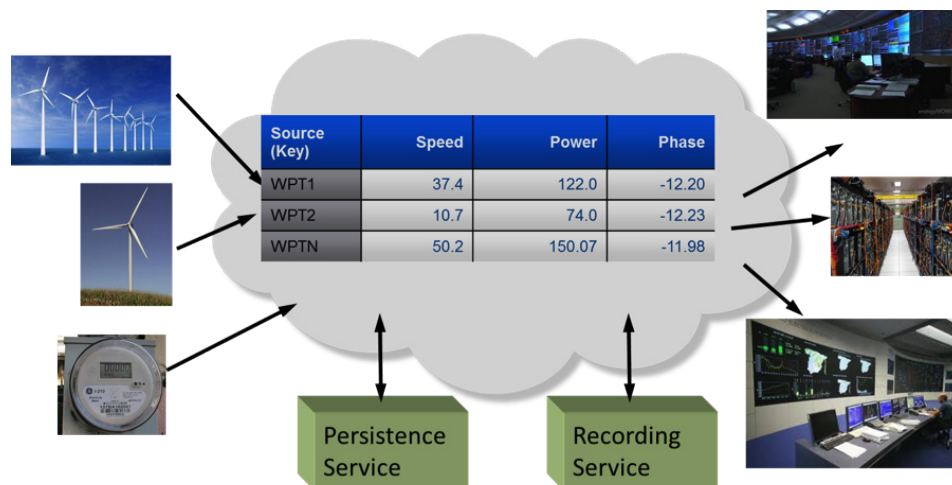 Source
(Key)
Speed
Power
Phase
WPT1
37.4
122.0
-12.20
WPT2
10.7
74.0
-12.23
WPTN
50.2
150.07
-11.98
Persistence
Service
Recording
Service